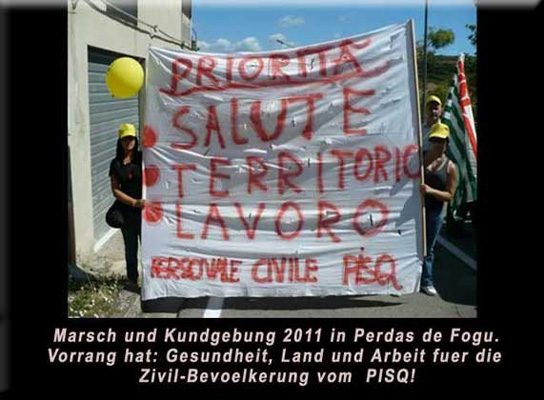 PRIORITÀ
SALUTE
TERRITORIO
LAVORO
PERSONALE CIVILE PISQ
Marsch und Kundgebung 2011 in Perdas de Fogu.
Vorrang hat: Gesundheit, Land und Arbeit fuer die
Zivil-Bevoelkerung vom PISQ!